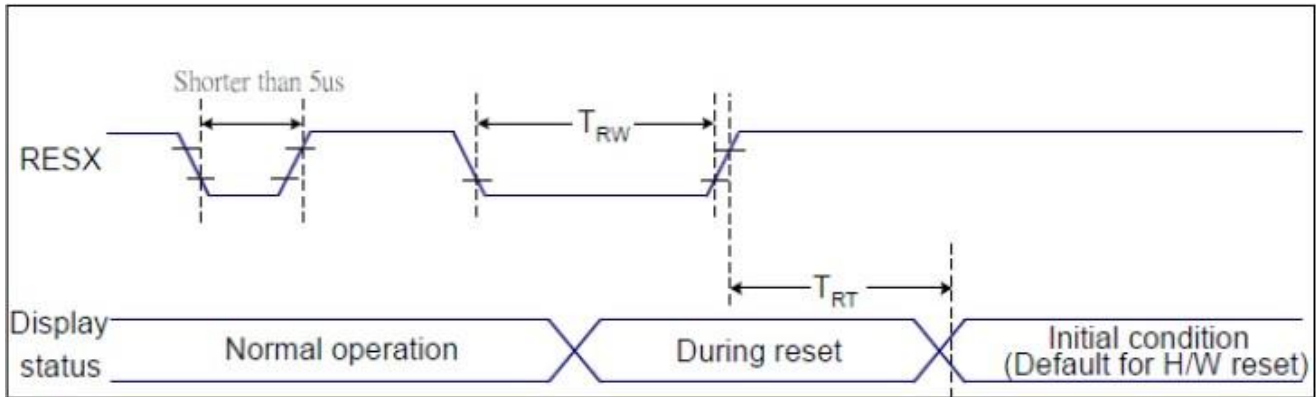 Shorter than 5us
RESX
TRW
TRT
Display
status
Normal operation
During reset
Initial condition
(Default for H/W reset)